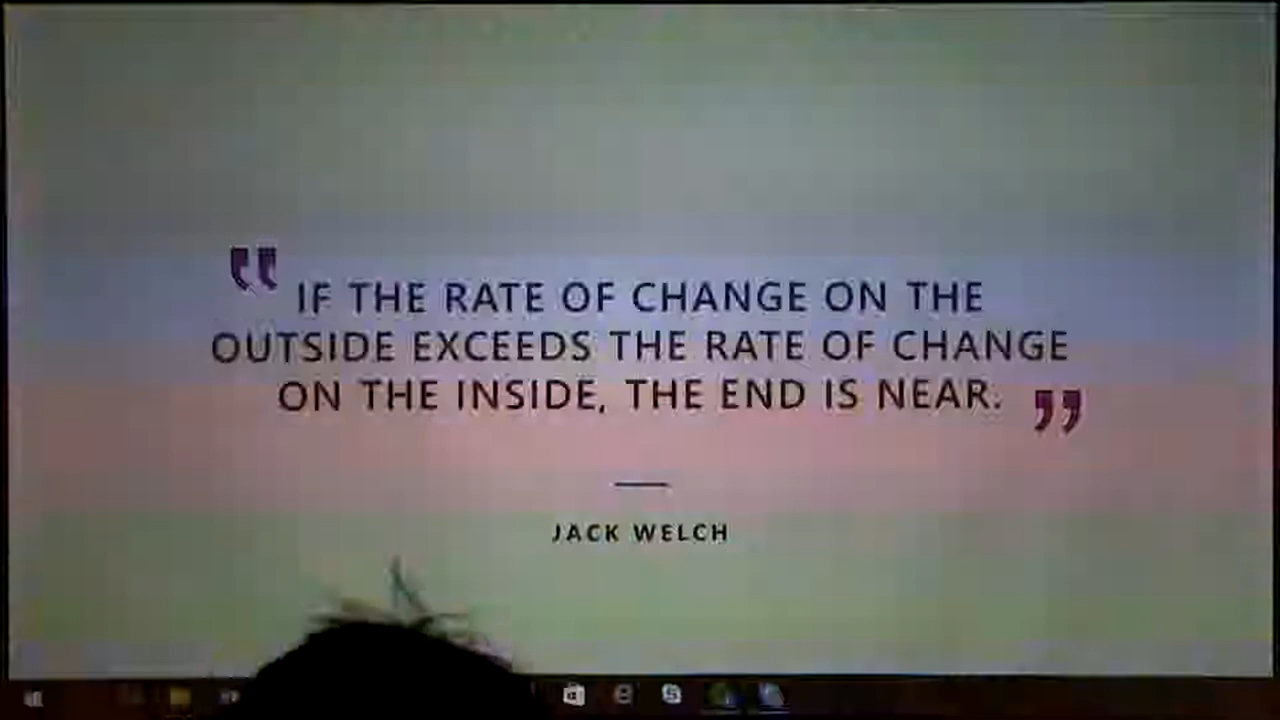 "IF THE RATE OF CHANGE ON THE
OUTSIDE EXCEEDS THE RATE OF CHANGE
ON THE INSIDE, THE END IS NEAR."
JACK WELCH